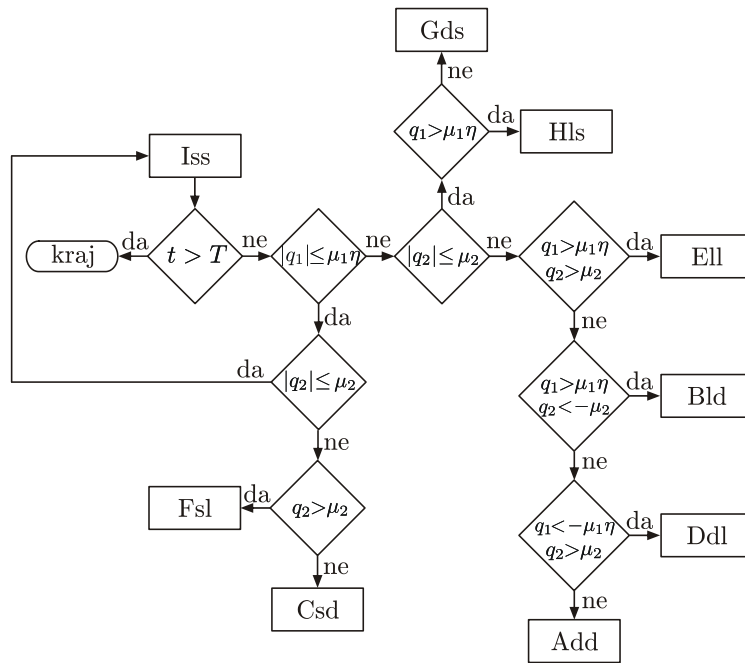 Gds
ne
q₁>μ₁η
da
Hls
da
Iss
da
kraj
t > T
ne
|q₁|≤μ₁η
ne
|q₂|≤μ₂
ne
q₁>μ₁η
q₂>μ₂
da
Ell
da
ne
da
|q₂|≤μ₂
q₁>μ₁η
q₂<−μ₂
da
Bld
ne
ne
Fsl
da
q₂>μ₂
q₁<−μ₁η
q₂>μ₂
da
Ddl
ne
ne
Csd
Add